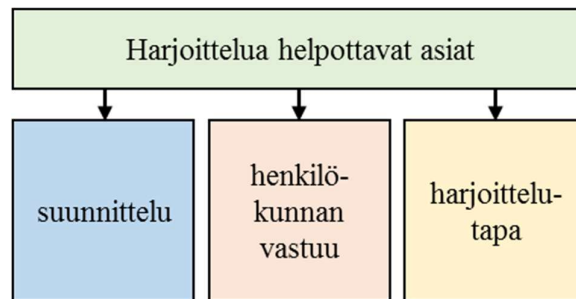 Harjoittelua helpottavat asiat
suunnittelu
henkilö-
kunnan
vastuu
harjoittelu-
tapa